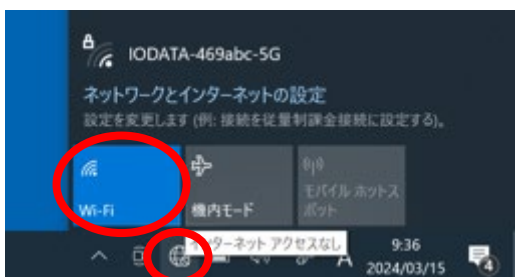 IODATA-469abc-5G
ネットワークとインターネットの設定
設定を変更します (例: 接続を従量制課金接続に設定する)。
Wi-Fi
機内モード
モバイル ホットス
ポット
インターネット アクセスなし
A
9:36
2024/03/15
4